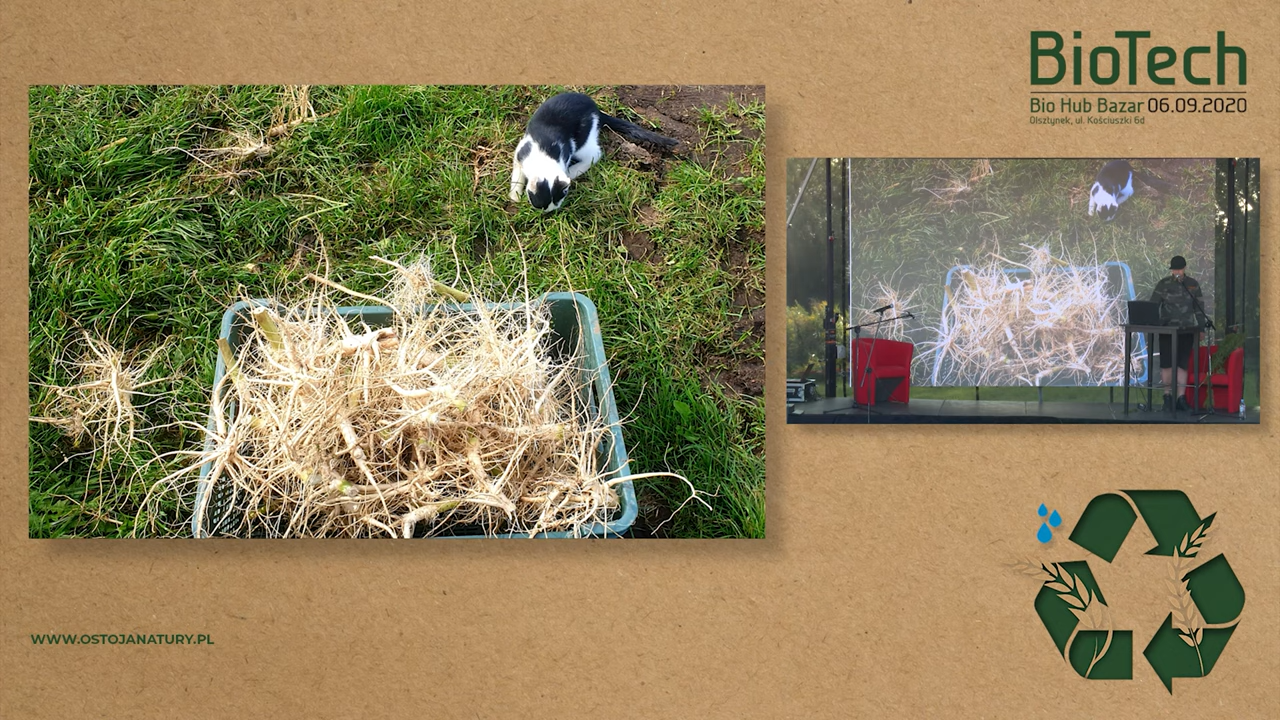 BioTech
Bio Hub Bazar 06.09.2020
Olsztynek, ul. Kościuszki 6d
WWW.OSTOJANATURY.PL